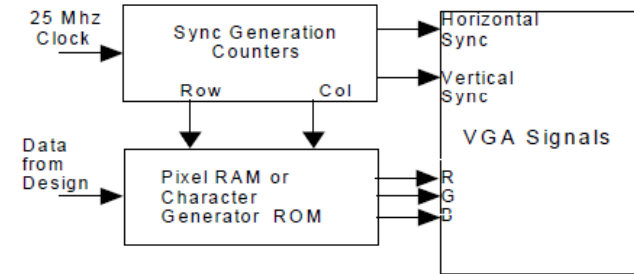 25 Mhz
Clock
Sync Generation
Counters
Row Col
Horizontal
Sync
Vertical
Sync
VGA Signals
Data
from
Design
Pixel RAM or
Character
Generator ROM
R
G
B